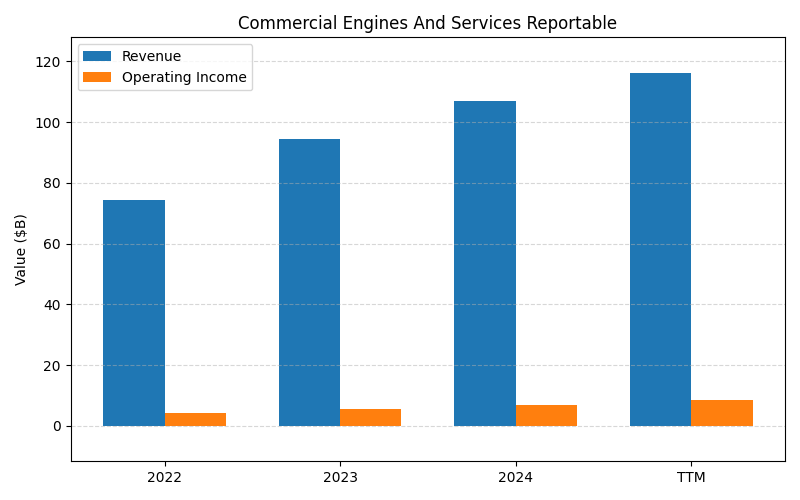 Commercial Engines And Services Reportable
Revenue
Operating Income
Value ($B)
120
100
80
60
40
20
0
2022
2023
2024
TTM